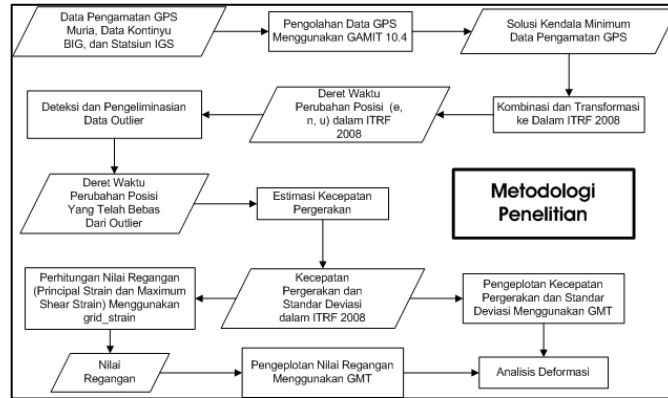 Data Pengamatan GPS
Muria, Data Kontinyu
BIG, dan Statsiun IGS
Pengolahan Data GPS
Menggunakan GAMIT 10.4
Solusi Kendala Minimum
Data Pengamatan GPS
Kombinasi dan Transformasi
ke Dalam ITRF 2008
Deret Waktu
Perubahan Posisi (e,
n, u) dalam ITRF
2008
Deteksi dan Pengeliminasian
Data Outlier
Deret Waktu
Perubahan Posisi
Yang Telah Bebas
Dari Outlier
Estimasi Kecepatan
Pergerakan
Metodologi
Penelitian
Kecepatan
Pergerakan dan
Standar Deviasi
dalam ITRF 2008
Perhitungan Nilai Regangan
(Principal Strain dan Maximum
Shear Strain) Menggunakan
grid_strain
Pengeplotan Kecepatan
Pergerakan dan Standar
Deviasi Menggunakan GMT
Nilai
Regangan
Pengeplotan Nilai Regangan
Menggunakan GMT
Analisis Deformasi